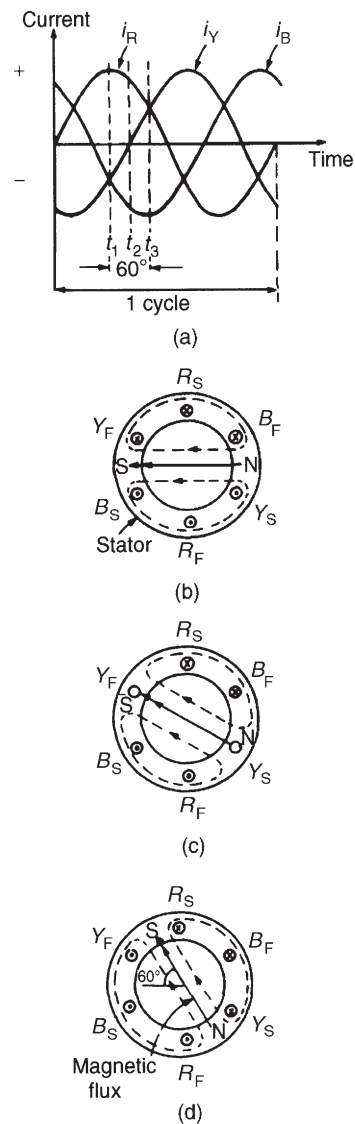 Current
i_R i_Y i_B
+
Time
−
t_1 t_2 t_3
60°
1 cycle
(a)
R_S
Y_F B_F
S N
B_S Y_S
Stator
R_F
(b)
R_S
Y_F B_F
S
N
B_S Y_S
R_F
(c)
R_S
S
Y_F B_F
60°
N
B_S Y_S
Magnetic
flux
R_F
(d)